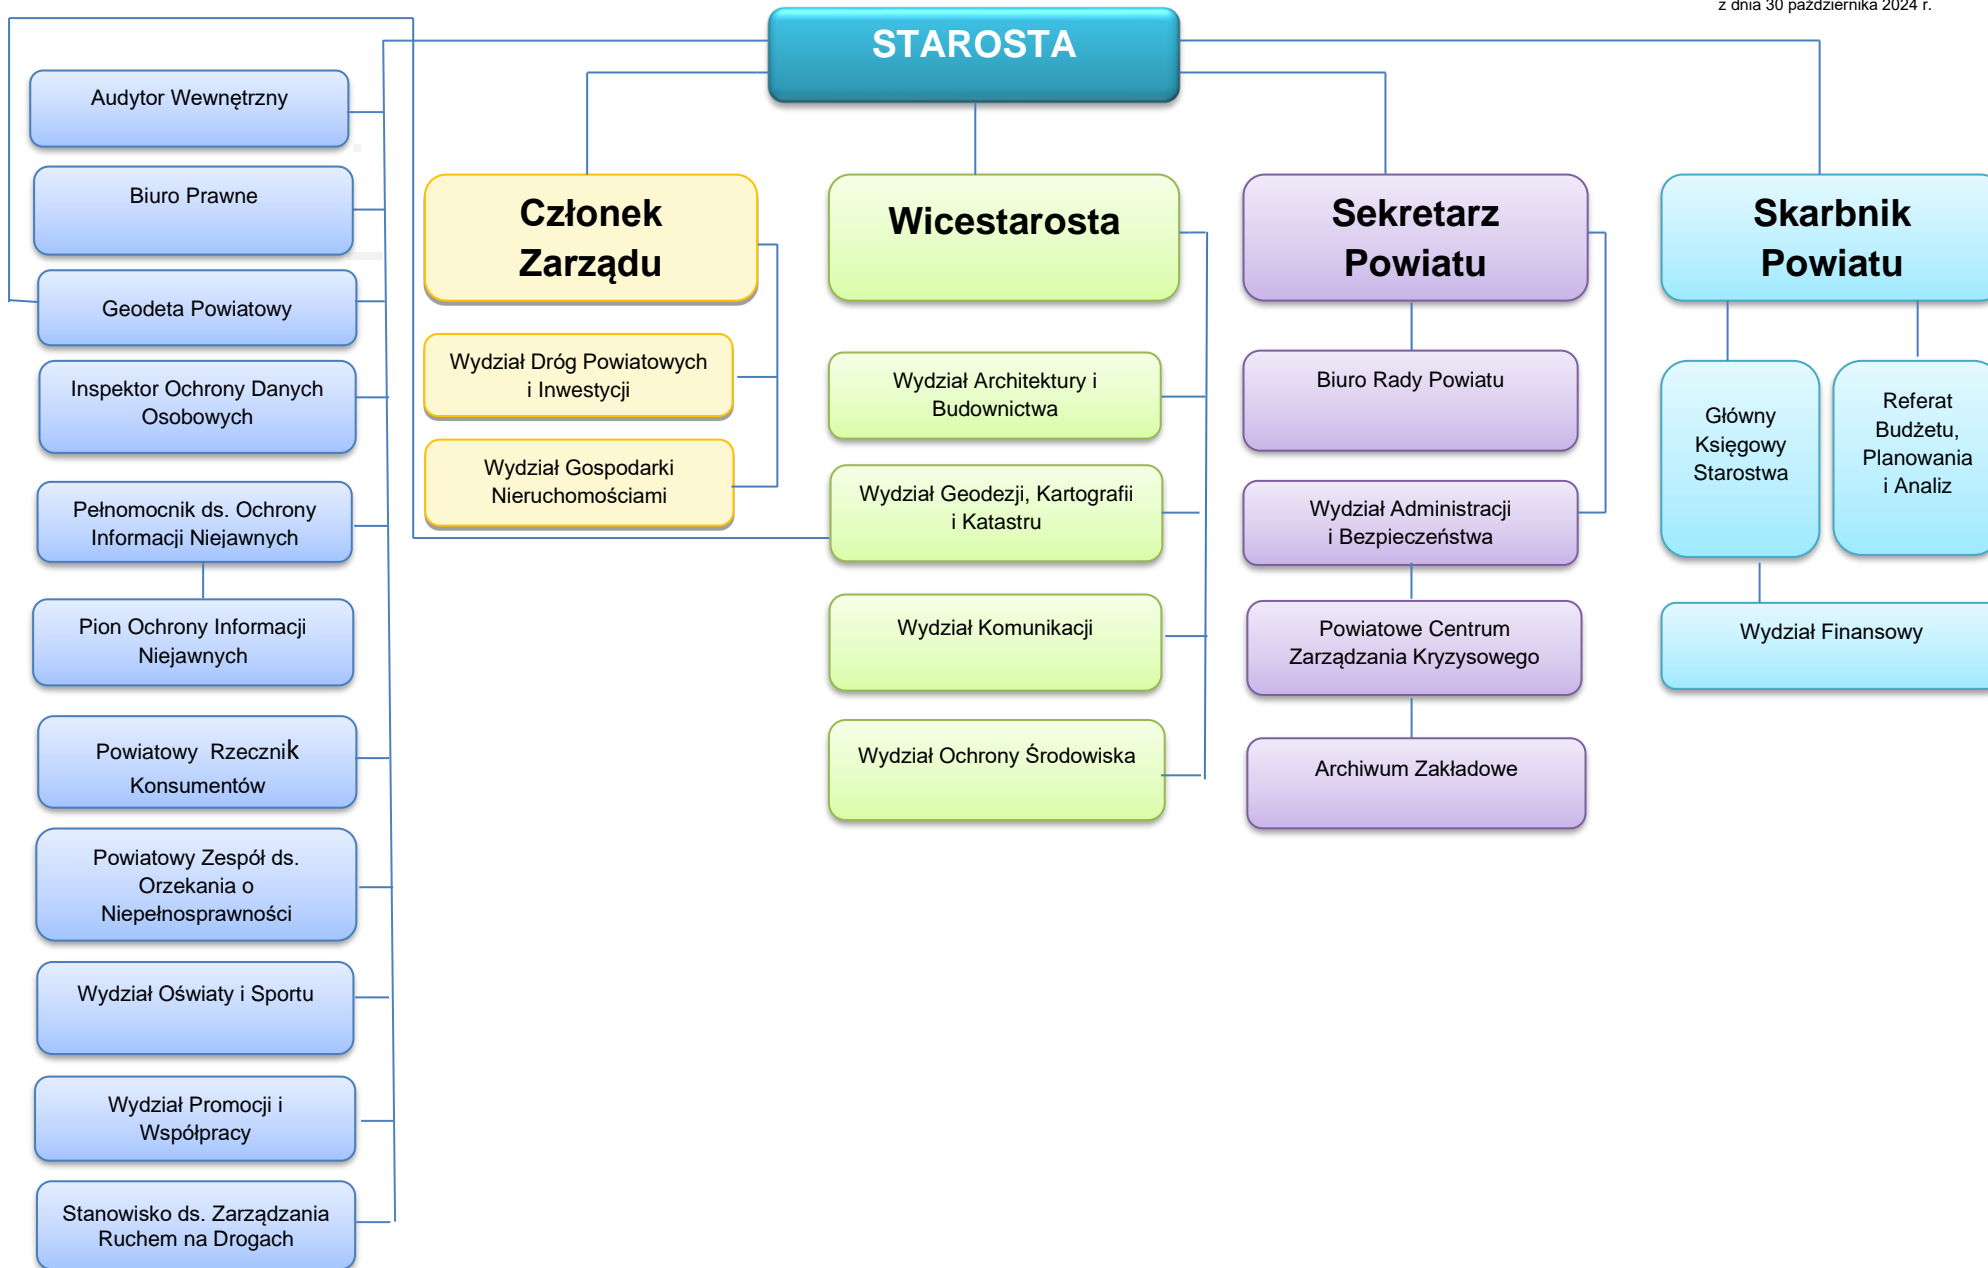 z dnia 30 października 2024 r.
STAROSTA
Audytor Wewnętrzny
Biuro Prawne
Geodeta Powiatowy
Inspektor Ochrony Danych
Osobowych
Pełnomocnik ds. Ochrony
Informacji Niejawnych
Pion Ochrony Informacji
Niejawnych
Powiatowy Rzecznik
Konsumentów
Powiatowy Zespół ds.
Orzekania o
Niepełnosprawności
Wydział Oświaty i Sportu
Wydział Promocji i
Współpracy
Stanowisko ds. Zarządzania
Ruchem na Drogach
Członek
Zarządu
Wydział Dróg Powiatowych
i Inwestycji
Wydział Gospodarki
Nieruchomościami
Wicestarosta
Wydział Architektury i
Budownictwa
Wydział Geodezji, Kartografii
i Katastru
Wydział Komunikacji
Wydział Ochrony Środowiska
Sekretarz
Powiatu
Biuro Rady Powiatu
Wydział Administracji
i Bezpieczeństwa
Powiatowe Centrum
Zarządzania Kryzysowego
Archiwum Zakładowe
Skarbnik
Powiatu
Główny
Księgowy
Starostwa
Referat
Budżetu,
Planowania
i Analiz
Wydział Finansowy